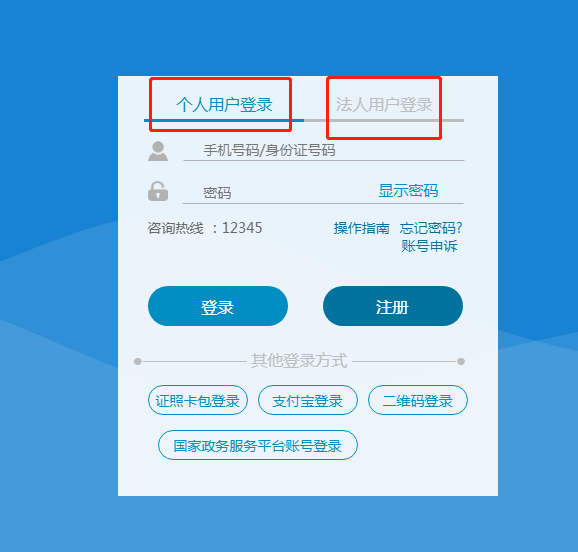 个人用户登录 法人用户登录
手机号码/身份证号码
密码 显示密码
咨询热线 ：12345 操作指南 忘记密码?
账号申诉
登录 注册
其他登录方式
证照卡包登录 支付宝登录 二维码登录
国家政务服务平台账号登录